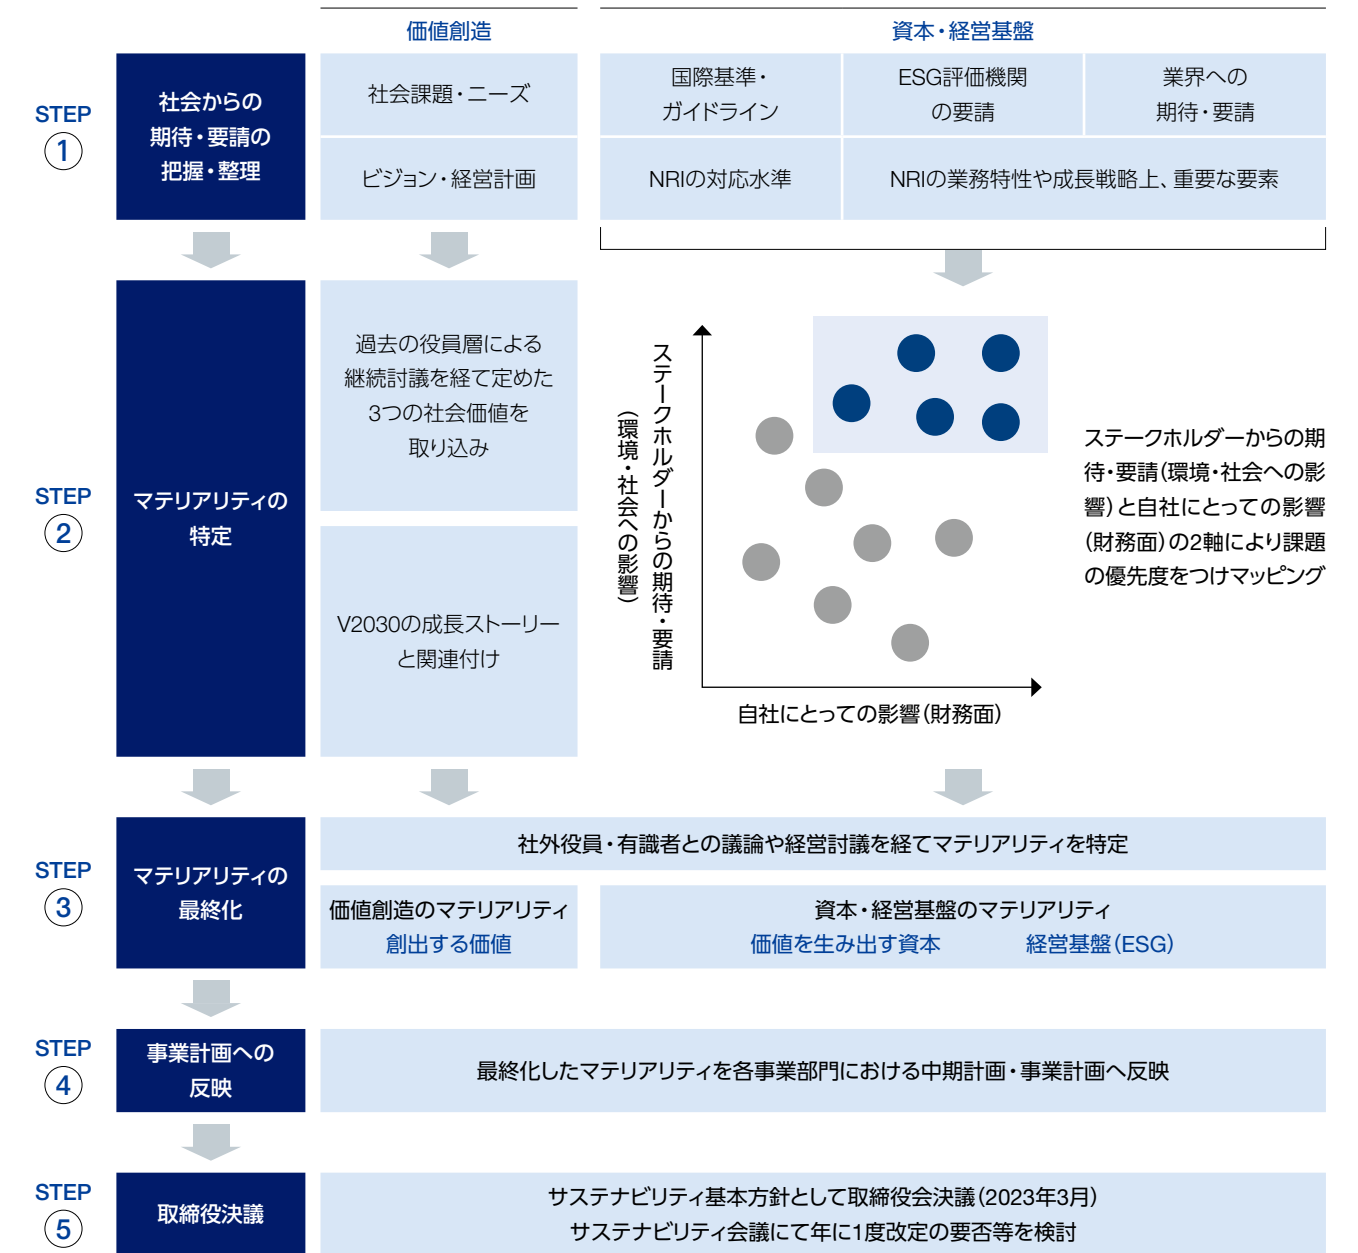 価値創造
資本・経営基盤
STEP
1
社会からの
期待・要請の
把握・整理
社会課題・ニーズ
国際基準・
ガイドライン
ESG評価機関
の要請
業界への
期待・要請
ビジョン・経営計画
NRIの対応水準
NRIの業務特性や成長戦略上、重要な要素
STEP
2
マテリアリティの
特定
過去の役員層による
継続討議を経て定めた
3つの社会価値を
取り込み
V2030の成長ストーリー
と関連付け
ステークホルダーからの期待・要請
(環境・社会への影響)
自社にとっての影響(財務面)
ステークホルダーからの期
待・要請(環境・社会への影
響)と自社にとっての影響
(財務面)の2軸により課題
の優先度をつけマッピング
STEP
3
マテリアリティの
最終化
社外役員・有識者との議論や経営討議を経てマテリアリティを特定
価値創造のマテリアリティ
創出する価値
資本・経営基盤のマテリアリティ
価値を生み出す資本 経営基盤(ESG)
STEP
4
事業計画への
反映
最終化したマテリアリティを各事業部門における中期計画・事業計画へ反映
STEP
5
取締役決議
サステナビリティ基本方針として取締役会決議(2023年3月)
サステナビリティ会議にて年に1度改定の要否等を検討